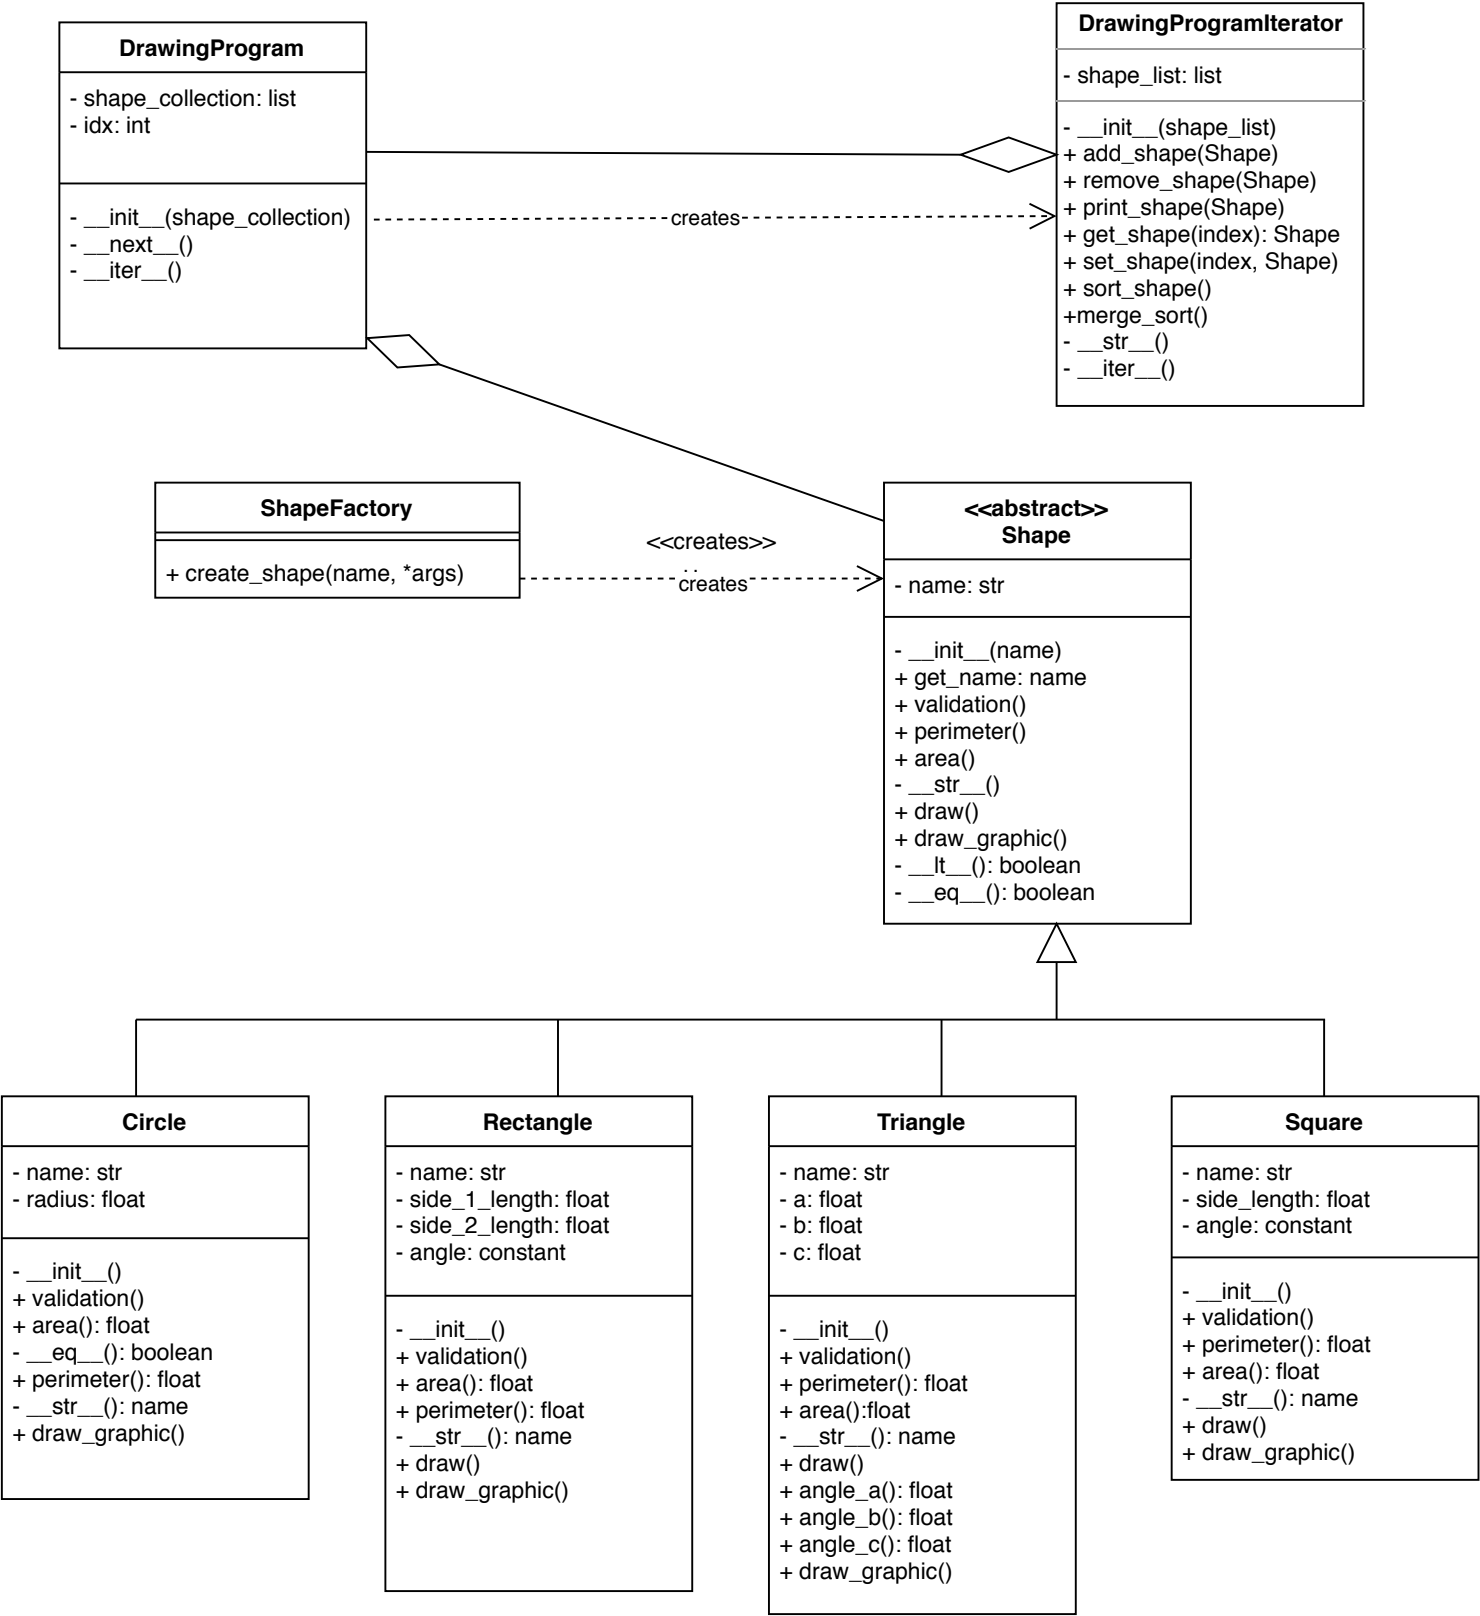 DrawingProgram
- shape_collection: list
- idx: int
- __init__(shape_collection)
- __next__()
- __iter__()
DrawingProgramIterator
- shape_list: list
- __init__(shape_list)
+ add_shape(Shape)
+ remove_shape(Shape)
+ print_shape(Shape)
+ get_shape(index): Shape
+ set_shape(index, Shape)
+ sort_shape()
+merge_sort()
- __str__()
- __iter__()
creates
ShapeFactory
+ create_shape(name, *args)
<<creates>>
creates
<<abstract>>
Shape
- name: str
- __init__(name)
+ get_name: name
+ validation()
+ perimeter()
+ area()
- __str__()
+ draw()
+ draw_graphic()
- __lt__(): boolean
- __eq__(): boolean
Circle
- name: str
- radius: float
- __init__()
+ validation()
+ area(): float
- __eq__(): boolean
+ perimeter(): float
- __str__(): name
+ draw_graphic()
Rectangle
- name: str
- side_1_length: float
- side_2_length: float
- angle: constant
- __init__()
+ validation()
+ area(): float
+ perimeter(): float
- __str__(): name
+ draw()
+ draw_graphic()
Triangle
- name: str
- a: float
- b: float
- c: float
- __init__()
+ validation()
+ perimeter(): float
+ area():float
- __str__(): name
+ draw()
+ angle_a(): float
+ angle_b(): float
+ angle_c(): float
+ draw_graphic()
Square
- name: str
- side_length: float
- angle: constant
- __init__()
+ validation()
+ perimeter(): float
+ area(): float
- __str__(): name
+ draw()
+ draw_graphic()